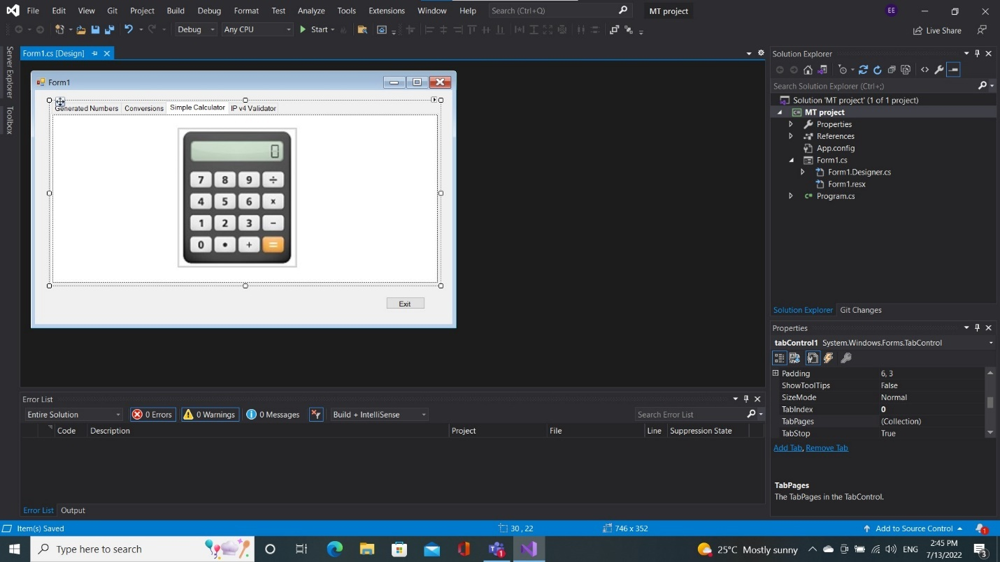 File Edit View Git Project Build Debug Format Test Analyze Tools Extensions Window Help Search (Ctrl+Q) MT project EE
Debug Any CPU Start Live Share
Server Explorer
Toolbox
Form1.cs [Design]
Form1
Generated Numbers Conversions Simple Calculator IP v4 Validator
0
7 8 9 ÷
4 5 6 x
1 2 3 −
0 • + =
Exit
Solution Explorer
Search Solution Explorer (Ctrl+;)
Solution 'MT project' (1 of 1 project)
MT project
Properties
References
App.config
Form1.cs
Form1.Designer.cs
Form1.resx
C# Program.cs
Solution Explorer Git Changes
Properties
tabControl1 System.Windows.Forms.TabControl
Padding 6, 3
ShowToolTips False
SizeMode Normal
TabIndex 0
TabPages (Collection)
TabStop True
Add Tab, Remove Tab
TabPages
The TabPages in the TabControl.
Error List
Entire Solution 0 Errors 0 Warnings 0 Messages Build + IntelliSense Search Error List
Code Description Project File Line Suppression State
Error List Output
Item(s) Saved 30 , 22 746 x 352 Add to Source Control 1
Type here to search 1 25°C Mostly sunny ENG 2:45 PM 3
7/13/2022